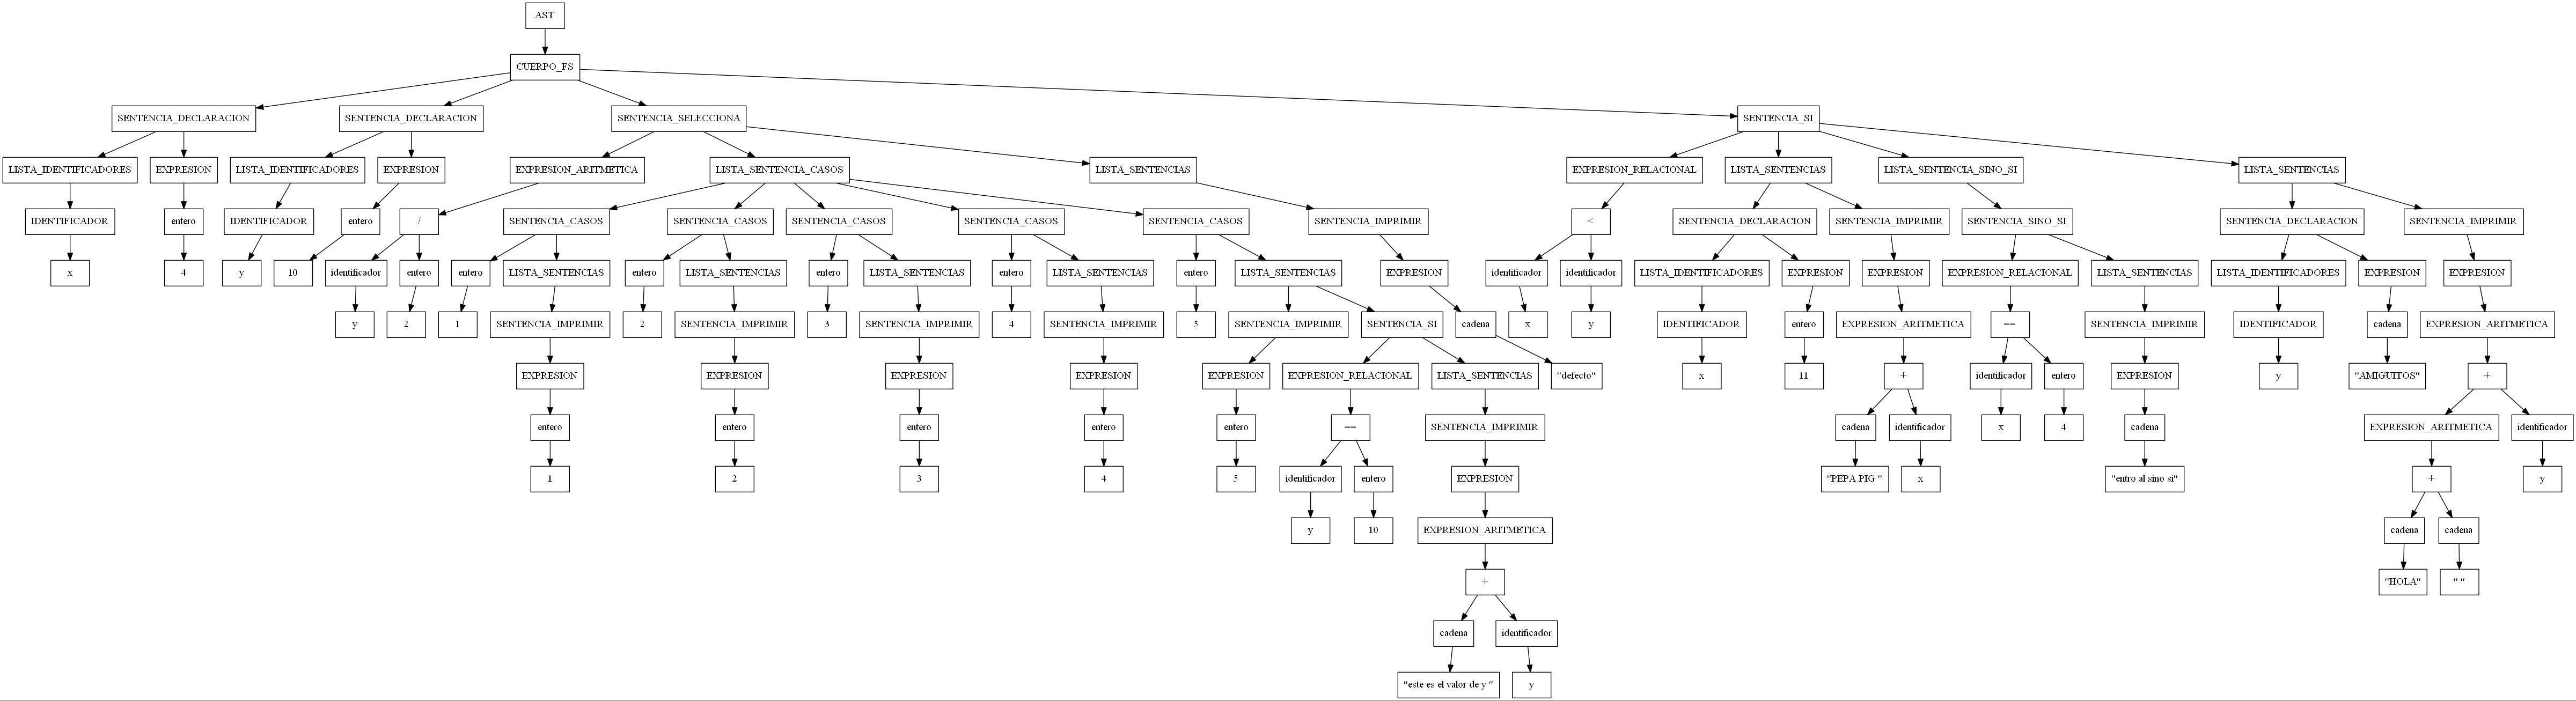 AST
CUERPO_FS
SENTENCIA_DECLARACION SENTENCIA_DECLARACION SENTENCIA_SELECCIONA SENTENCIA_SI
LISTA_IDENTIFICADORES EXPRESION LISTA_IDENTIFICADORES EXPRESION EXPRESION_ARITMETICA LISTA_SENTENCIA_CASOS LISTA_SENTENCIAS EXPRESION_RELACIONAL LISTA_SENTENCIAS LISTA_SENTENCIA_SINO_SI LISTA_SENTENCIAS
IDENTIFICADOR entero IDENTIFICADOR entero / SENTENCIA_CASOS SENTENCIA_CASOS SENTENCIA_CASOS SENTENCIA_CASOS SENTENCIA_CASOS SENTENCIA_IMPRIMIR < SENTENCIA_DECLARACION SENTENCIA_IMPRIMIR SENTENCIA_SINO_SI SENTENCIA_DECLARACION SENTENCIA_IMPRIMIR
x 4 y 10 identificador entero entero LISTA_SENTENCIAS entero LISTA_SENTENCIAS entero LISTA_SENTENCIAS entero LISTA_SENTENCIAS entero LISTA_SENTENCIAS EXPRESION identificador identificador LISTA_IDENTIFICADORES EXPRESION EXPRESION EXPRESION_RELACIONAL LISTA_SENTENCIAS LISTA_IDENTIFICADORES EXPRESION EXPRESION
y 2 1 SENTENCIA_IMPRIMIR 2 SENTENCIA_IMPRIMIR 3 SENTENCIA_IMPRIMIR 4 SENTENCIA_IMPRIMIR 5 SENTENCIA_IMPRIMIR SENTENCIA_SI cadena x y IDENTIFICADOR entero EXPRESION_ARITMETICA == SENTENCIA_IMPRIMIR IDENTIFICADOR cadena EXPRESION_ARITMETICA
EXPRESION EXPRESION EXPRESION EXPRESION EXPRESION EXPRESION_RELACIONAL LISTA_SENTENCIAS "defecto" x 11 + identificador entero EXPRESION y "AMIGUITOS" +
entero entero entero entero entero == SENTENCIA_IMPRIMIR cadena identificador x 4 cadena EXPRESION_ARITMETICA identificador
1 2 3 4 5 identificador entero EXPRESION "PEPA PIG " x "entro al sino si" + y
y 10 EXPRESION_ARITMETICA cadena cadena
+ "HOLA" " "
cadena identificador
"este es el valor de y " y